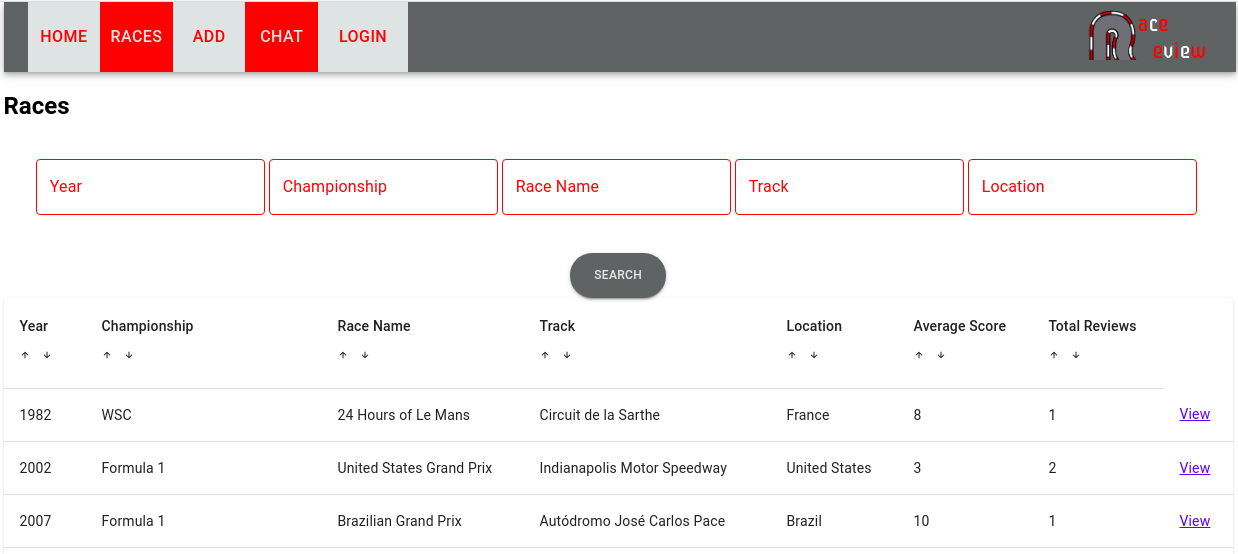 HOME RACES ADD CHAT LOGIN
ace
eview
Races
Year Championship Race Name Track Location
SEARCH
Year Championship Race Name Track Location Average Score Total Reviews
↑ ↓ ↑ ↓ ↑ ↓ ↑ ↓ ↑ ↓ ↑ ↓ ↑ ↓
1982 WSC 24 Hours of Le Mans Circuit de la Sarthe France 8 1 View
2002 Formula 1 United States Grand Prix Indianapolis Motor Speedway United States 3 2 View
2007 Formula 1 Brazilian Grand Prix Autódromo José Carlos Pace Brazil 10 1 View